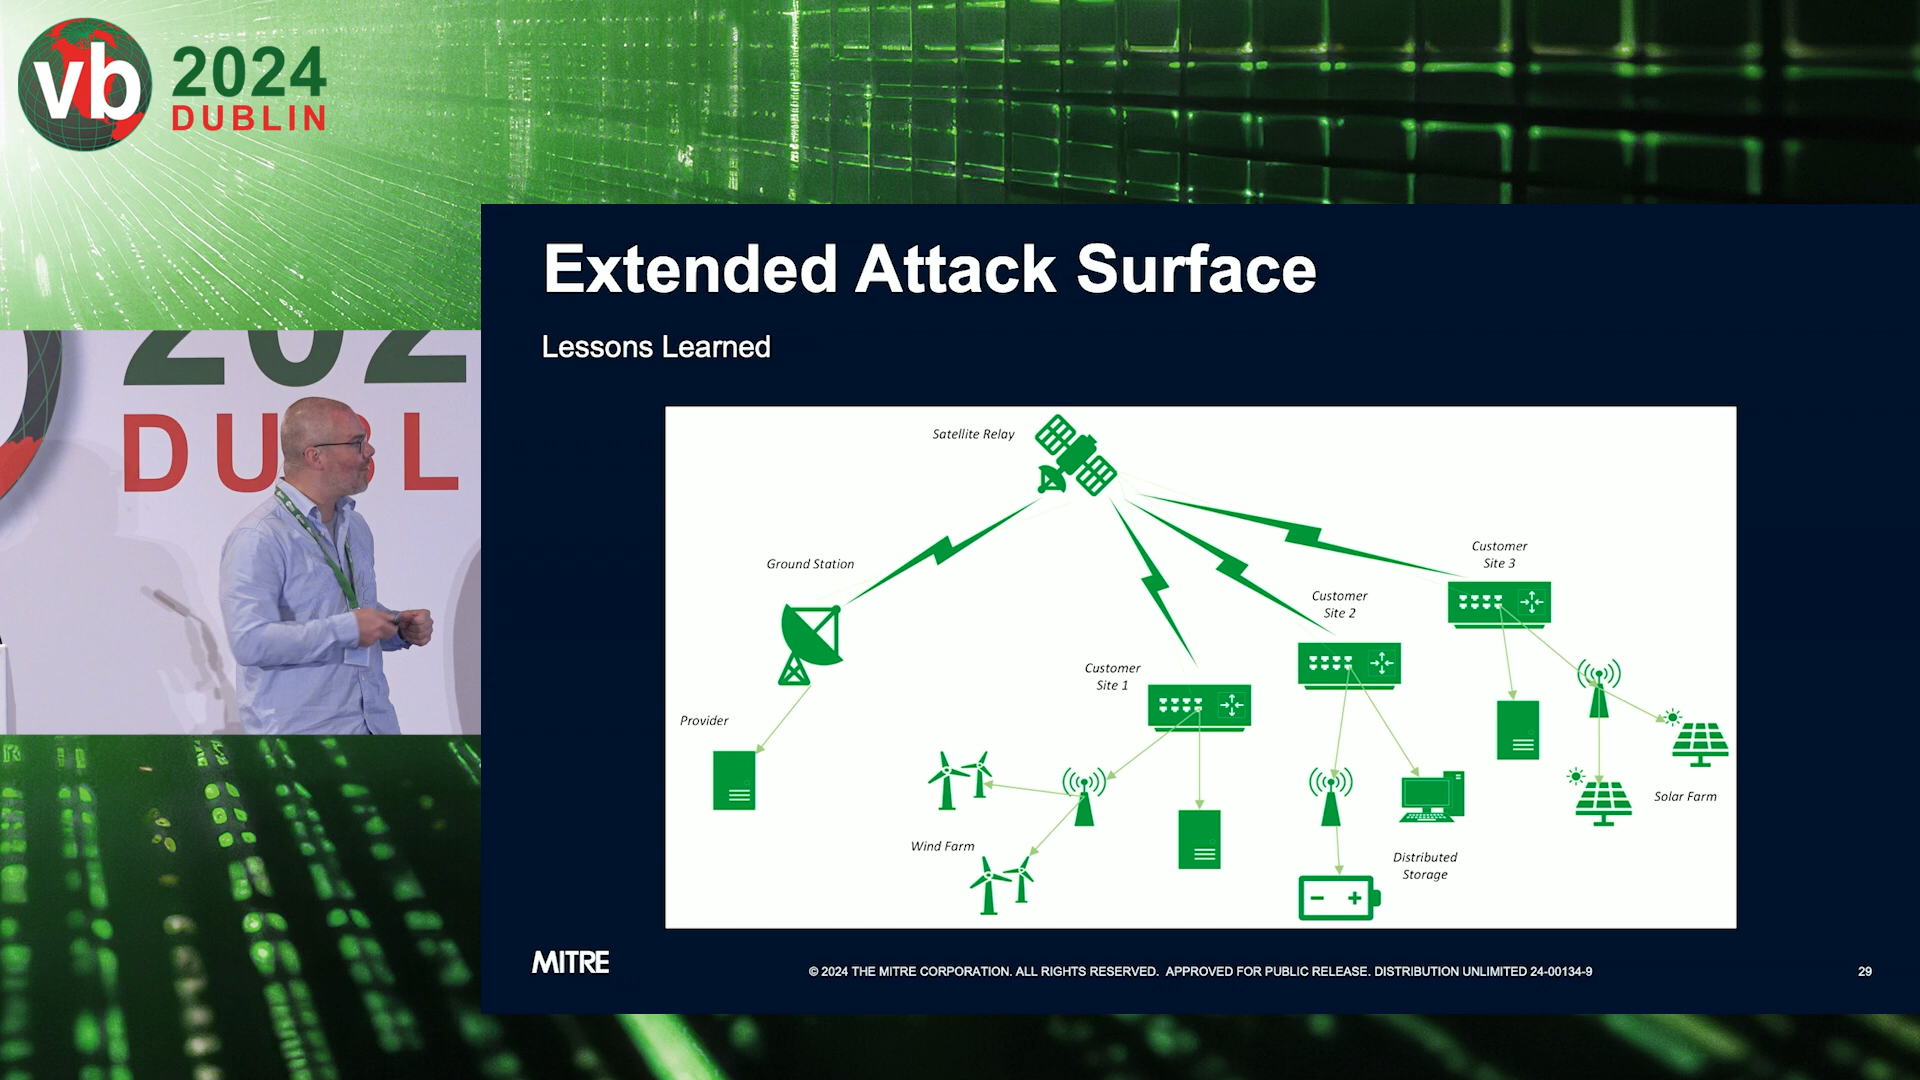 vb 2024
DUBLIN
202
DUBL
Extended Attack Surface
Lessons Learned
Satellite Relay
Ground Station
Customer
Site 3
Customer
Site 2
Customer
Site 1
Provider
Solar Farm
Wind Farm
Distributed
Storage
MITRE
© 2024 THE MITRE CORPORATION. ALL RIGHTS RESERVED. APPROVED FOR PUBLIC RELEASE. DISTRIBUTION UNLIMITED 24-00134-9
29